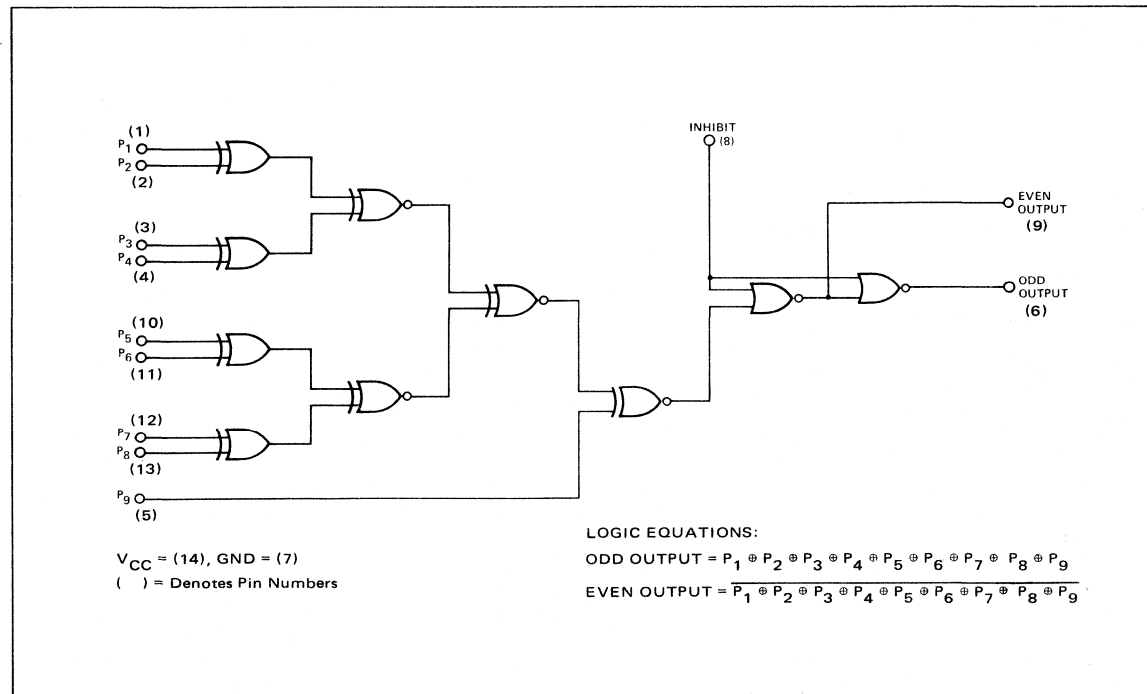 (1)
P1
P2
(2)
(3)
P3
P4
(4)
(10)
P5
P6
(11)
(12)
P7
P8
(13)
P9
(5)
INHIBIT
(8)
EVEN
OUTPUT
(9)
ODD
OUTPUT
(6)
VCC = (14), GND = (7)
( ) = Denotes Pin Numbers
LOGIC EQUATIONS:
ODD OUTPUT = P1 ⊕ P2 ⊕ P3 ⊕ P4 ⊕ P5 ⊕ P6 ⊕ P7 ⊕ P8 ⊕ P9
EVEN OUTPUT = P1 ⊕ P2 ⊕ P3 ⊕ P4 ⊕ P5 ⊕ P6 ⊕ P7 ⊕ P8 ⊕ P9